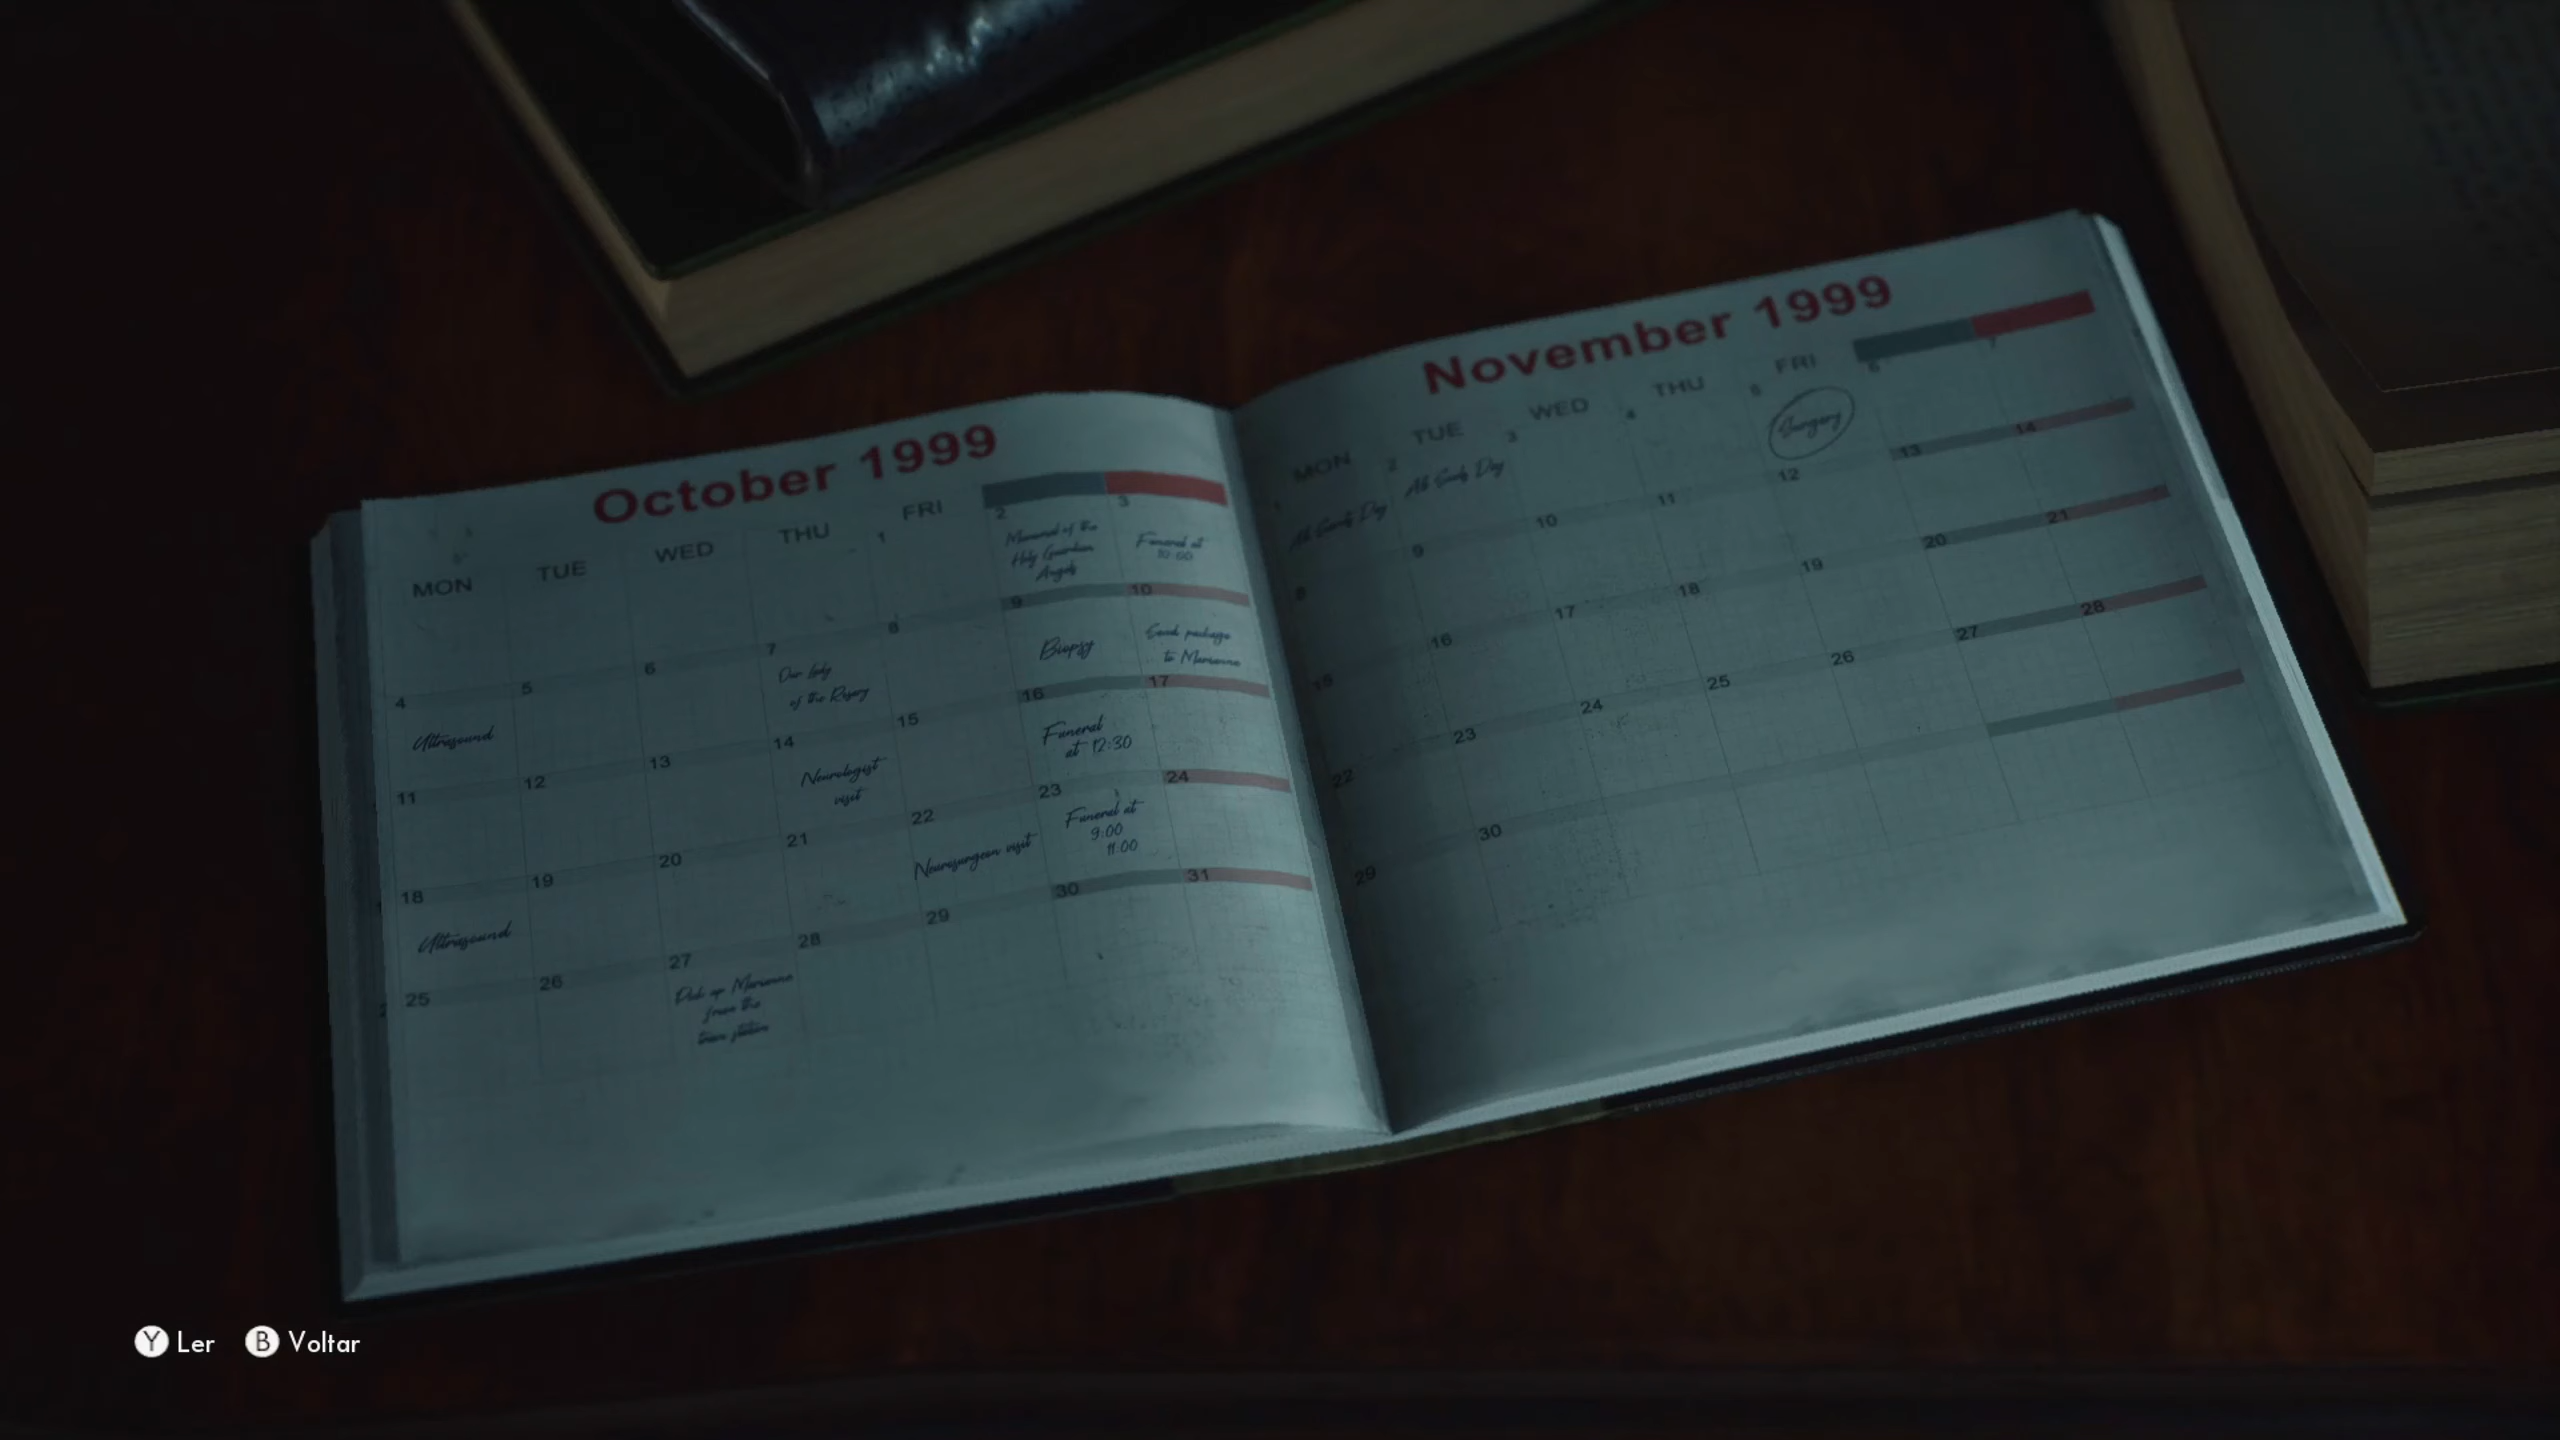 October 1999
MON TUE WED THU FRI
1 2 3
Memorial of the
Holy Guardian
Angels
Funeral at
10:00
4 5 6 7 8 9 10
Ultrasound
Our Lady
of the Rosary
Biopsy
Send package
to Marianne
11 12 13 14 15 16 17
Neurologist
visit
Funeral
at 12:30
18 19 20 21 22 23 24
Ultrasound
Neurosurgeon visit
Funeral at
9:00
11:00
25 26 27 28 29 30 31
Pick up Marianne
from the
train station
November 1999
MON TUE WED THU FRI
1 2 3 4 5 6 7
All Saints Day
All Souls Day
Surgery
8 9 10 11 12 13 14
15 16 17 18 19 20 21
22 23 24 25 26 27 28
29 30
Y Ler B Voltar